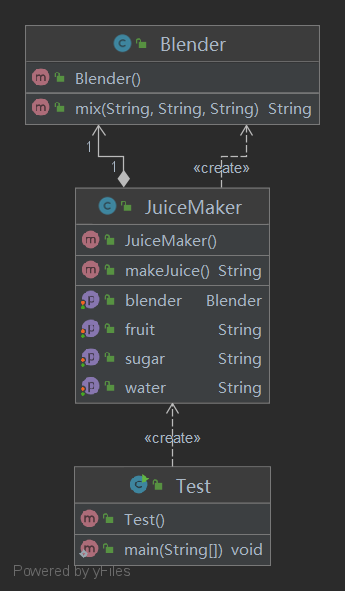 Blender
Blender()
mix(String, String, String) String
1
1
«create»
JuiceMaker
JuiceMaker()
makeJuice() String
blender Blender
fruit String
sugar String
water String
«create»
Test
Test()
main(String[]) void
Powered by yFiles